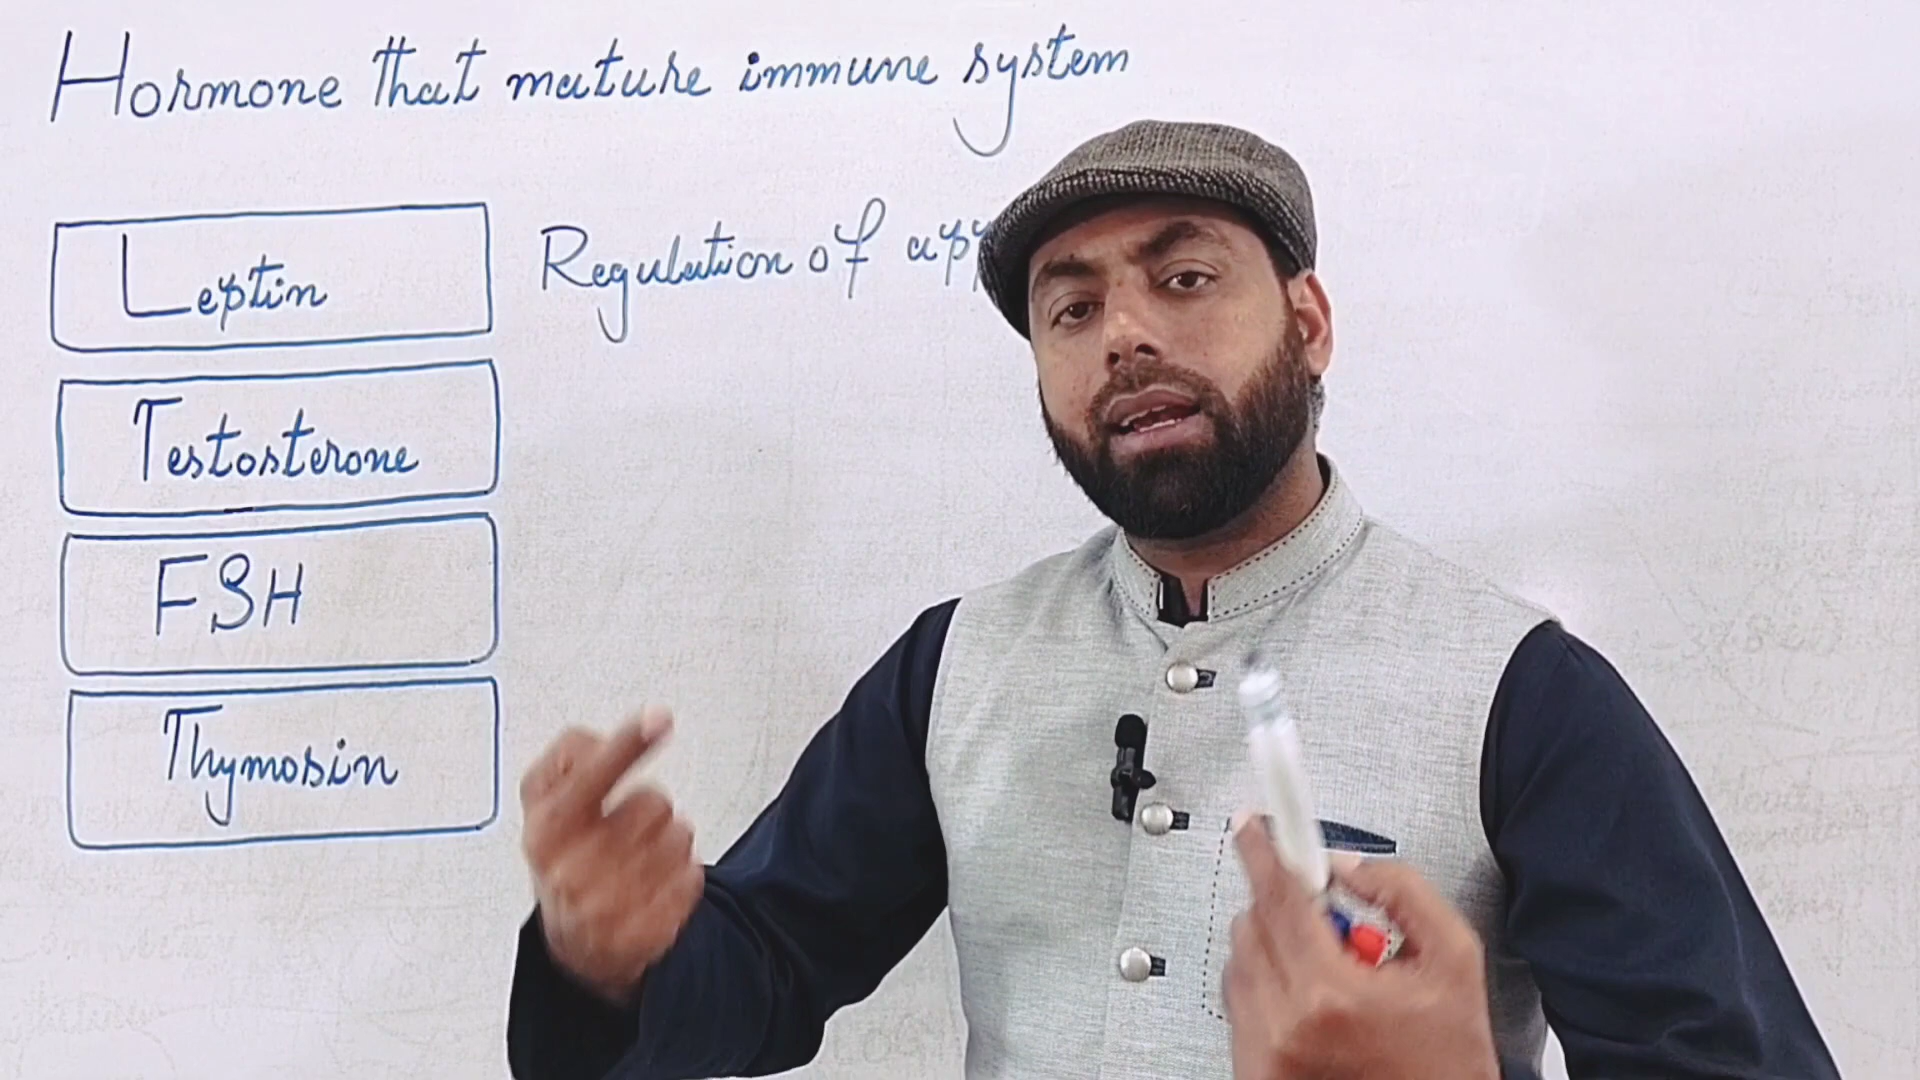 Hormone that mature immune system
Leptin
Regulation of
Testosterone
FSH
Thymosin